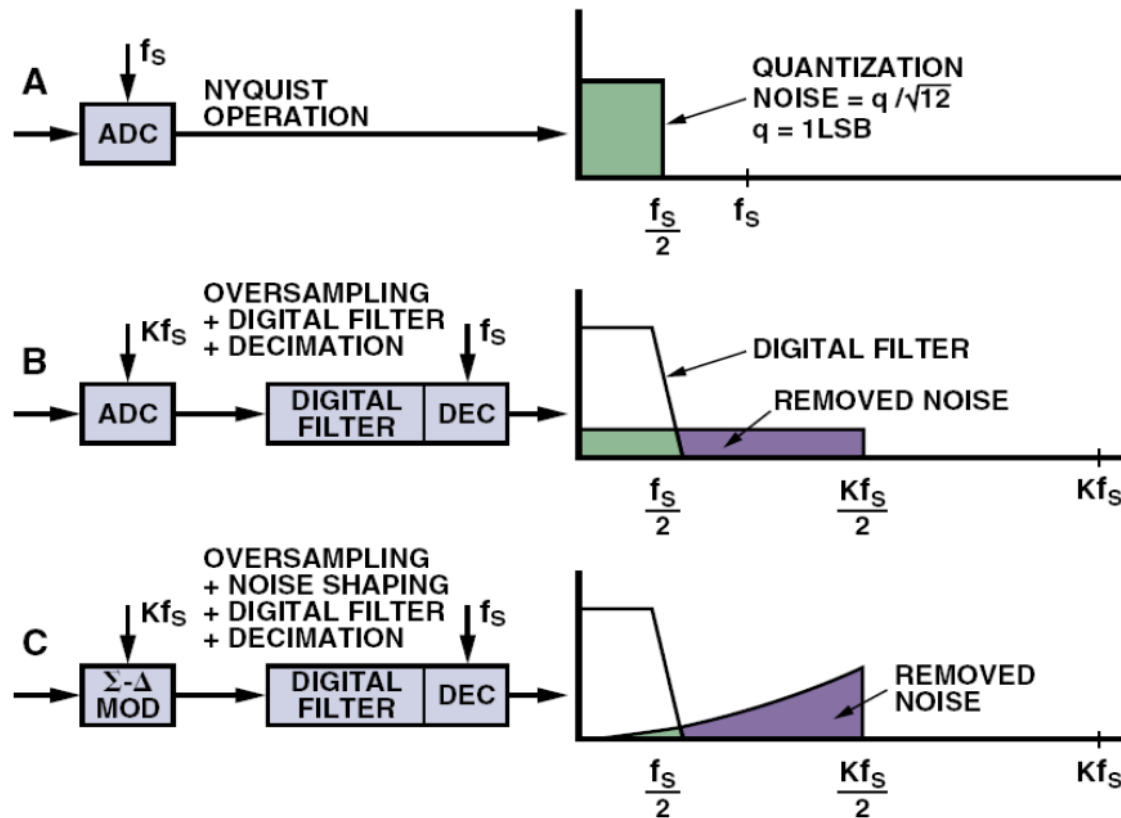 A
fS
ADC
NYQUIST
OPERATION
QUANTIZATION
NOISE = q /√12
q = 1LSB
fS
2
fS
B
KfS
OVERSAMPLING
+ DIGITAL FILTER
+ DECIMATION
fS
ADC
DIGITAL
FILTER
DEC
DIGITAL FILTER
REMOVED NOISE
fS
2
KfS
2
KfS
C
KfS
OVERSAMPLING
+ NOISE SHAPING
+ DIGITAL FILTER
+ DECIMATION
fS
Σ-Δ
MOD
DIGITAL
FILTER
DEC
REMOVED
NOISE
fS
2
KfS
2
KfS